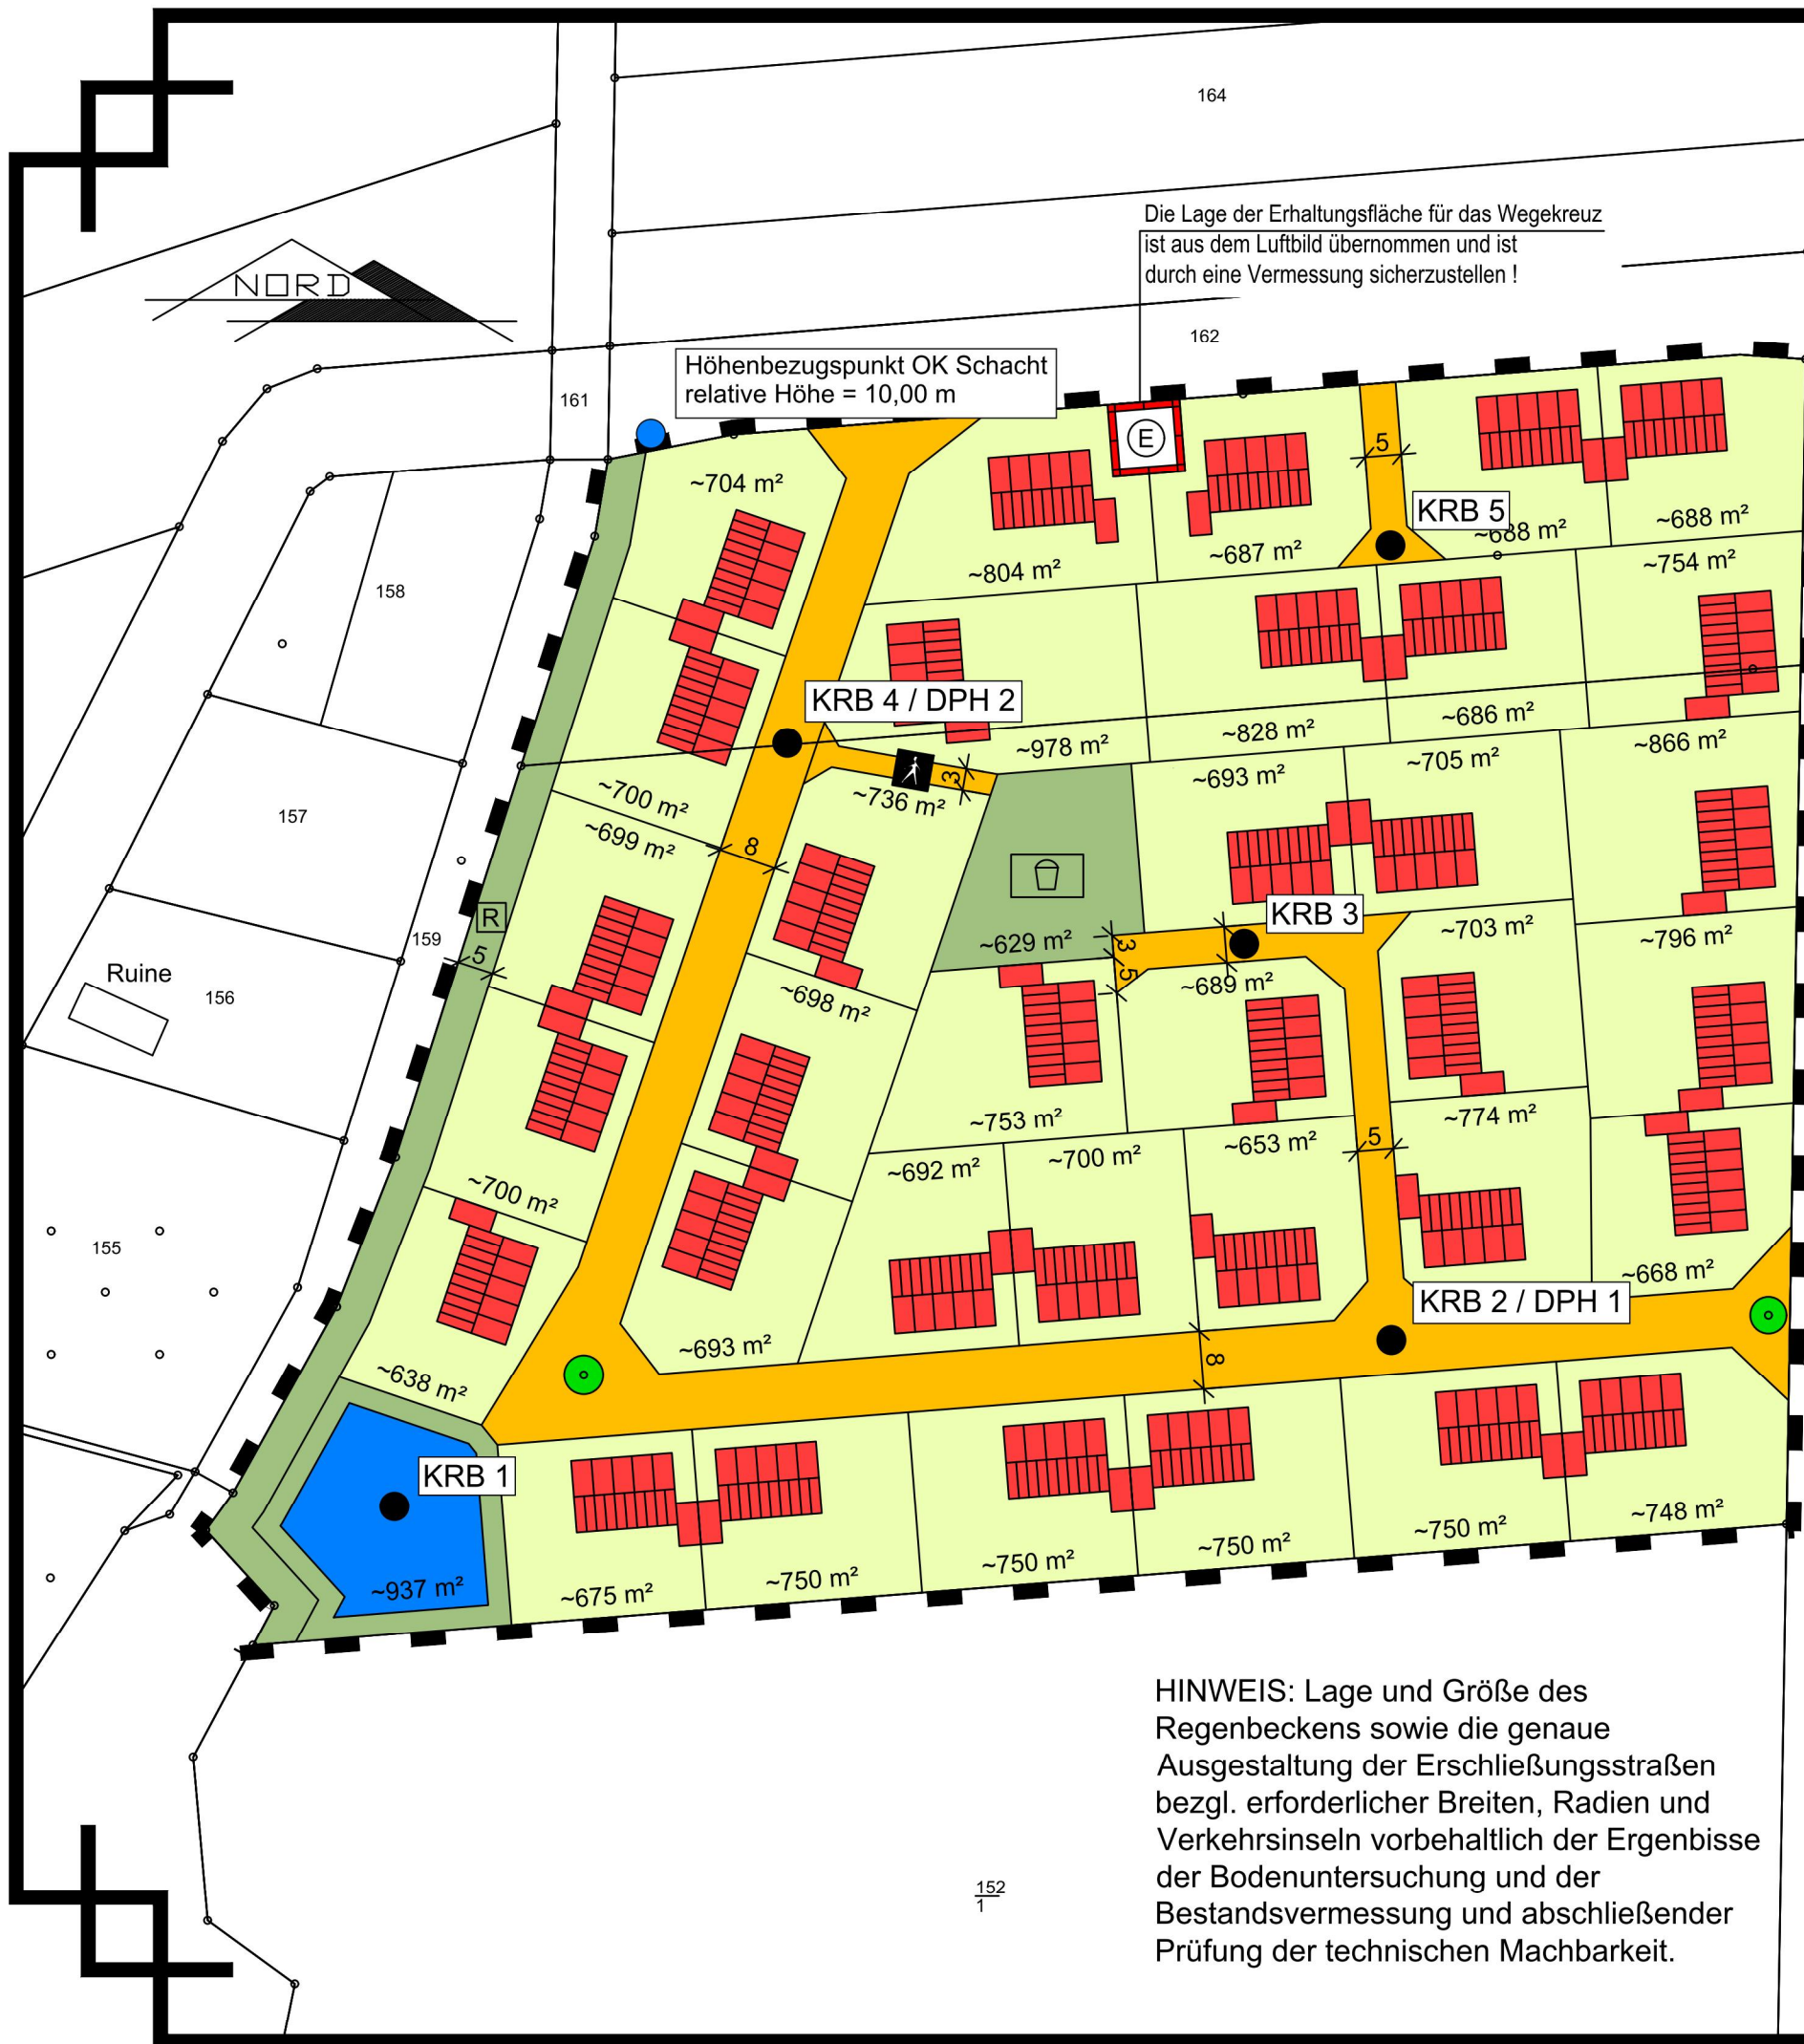 164
Die Lage der Erhaltungsfläche für das Wegekreuz
ist aus dem Luftbild übernommen und ist
durch eine Vermessung sicherzustellen !
NORD
162
Höhenbezugspunkt OK Schacht
relative Höhe = 10,00 m
161
E
5
~704 m²
KRB 5
~688 m²
~688 m²
~687 m²
~804 m²
~754 m²
158
KRB 4 / DPH 2
~978 m²
~828 m²
~686 m²
~866 m²
~705 m²
~693 m²
3
~736 m²
~700 m²
~699 m²
8
157
R
5
159
KRB 3
~629 m²
3
5
~689 m²
~703 m²
~796 m²
Ruine
156
~698 m²
~753 m²
~774 m²
5
~653 m²
~700 m²
~692 m²
~700 m²
155
~668 m²
KRB 2 / DPH 1
~693 m²
8
~638 m²
KRB 1
~937 m²
~675 m²
~750 m²
~750 m²
~750 m²
~750 m²
~748 m²
HINWEIS: Lage und Größe des
Regenbeckens sowie die genaue
Ausgestaltung der Erschließungsstraßen
bezgl. erforderlicher Breiten, Radien und
Verkehrsinseln vorbehaltlich der Ergenbisse
der Bodenuntersuchung und der
Bestandsvermessung und abschließender
Prüfung der technischen Machbarkeit.
152
1